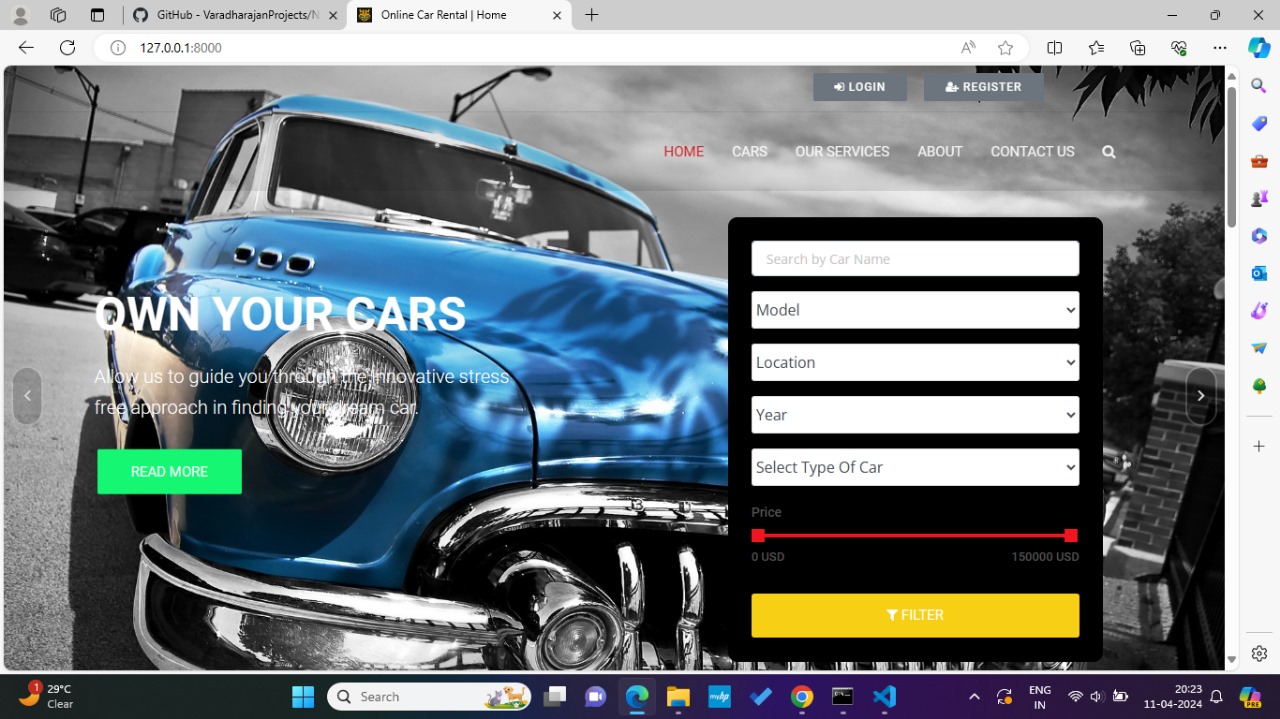 GitHub - VaradharajanProjects/N
Online Car Rental | Home
127.0.0.1:8000
LOGIN
REGISTER
HOME
CARS
OUR SERVICES
ABOUT
CONTACT US
Search by Car Name
Model
Location
Year
Select Type Of Car
Price
0 USD
150000 USD
FILTER
OWN YOUR CARS
Allow us to guide you through the innovative stress
free approach in finding your dream car.
READ MORE
1
29°C
Clear
Search
myhp
ENG
IN
20:23
11-04-2024
PRE